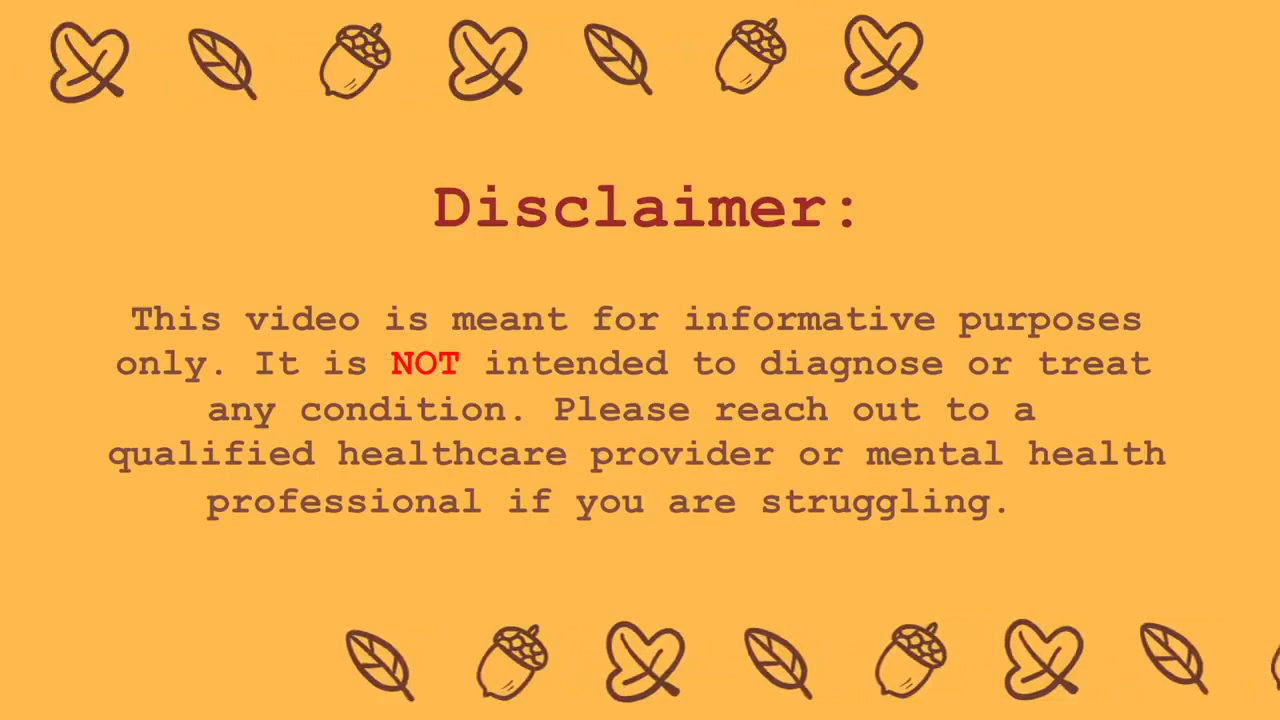 Disclaimer:
This video is meant for informative purposes
only. It is NOT intended to diagnose or treat
any condition. Please reach out to a
qualified healthcare provider or mental health
professional if you are struggling.